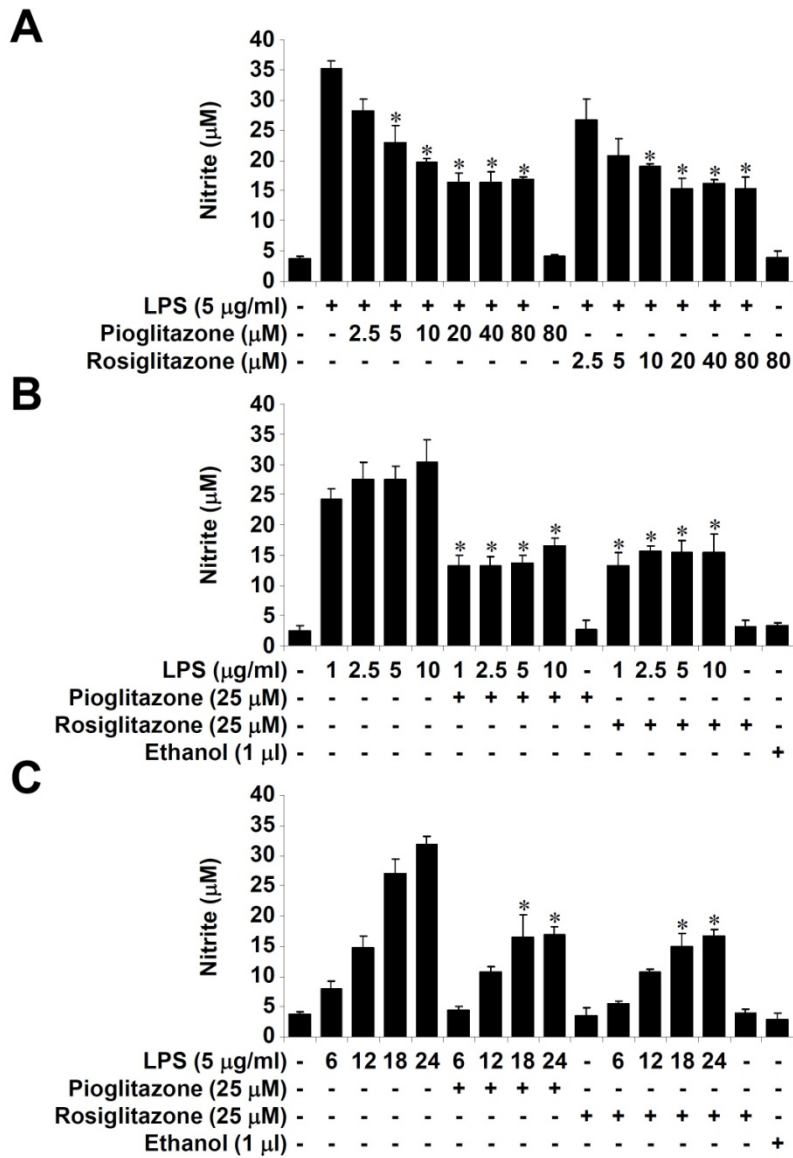 A
Nitrite (µM)
40
35
30
25
20
15
10
5
0
* * * * * * * * *
LPS (5 µg/ml) - + + + + + + + - + + + + + + -
Pioglitazone (µM) - - 2.5 5 10 20 40 80 80 - - - - - - -
Rosiglitazone (µM) - - - - - - - - - 2.5 5 10 20 40 80 80
B
Nitrite (µM)
40
35
30
25
20
15
10
5
0
* * * * * * * *
LPS (µg/ml) - 1 2.5 5 10 1 2.5 5 10 - 1 2.5 5 10 - -
Pioglitazone (25 µM) - - - - - + + + + + - - - - - -
Rosiglitazone (25 µM) - - - - - - - - - - + + + + + -
Ethanol (1 µl) - - - - - - - - - - - - - - - +
C
Nitrite (µM)
40
35
30
25
20
15
10
5
0
* * * *
LPS (5 µg/ml) - 6 12 18 24 6 12 18 24 - 6 12 18 24 - -
Pioglitazone (25 µM) - - - - - + + + + - - - - - - -
Rosiglitazone (25 µM) - - - - - - - - - + + + + + + -
Ethanol (1 µl) - - - - - - - - - - - - - - - +